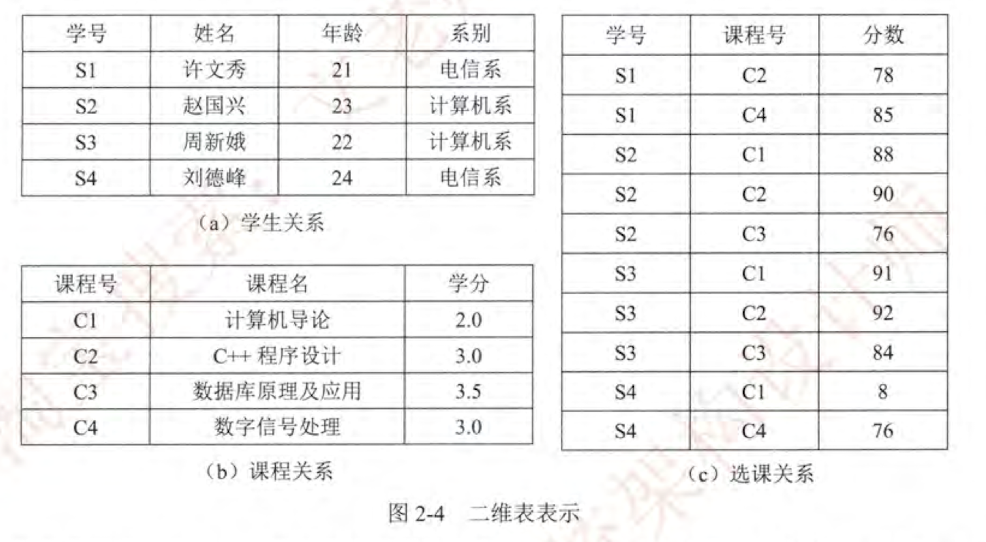 学号 姓名 年龄 系别
S1 许文秀 21 电信系
S2 赵国兴 23 计算机系
S3 周新娥 22 计算机系
S4 刘德峰 24 电信系
（a）学生关系
课程号 课程名 学分
C1 计算机导论 2.0
C2 C++ 程序设计 3.0
C3 数据库原理及应用 3.5
C4 数字信号处理 3.0
（b）课程关系
学号 课程号 分数
S1 C2 78
S1 C4 85
S2 C1 88
S2 C2 90
S2 C3 76
S3 C1 91
S3 C2 92
S3 C3 84
S4 C1 8
S4 C4 76
（c）选课关系
图 2-4 二维表表示